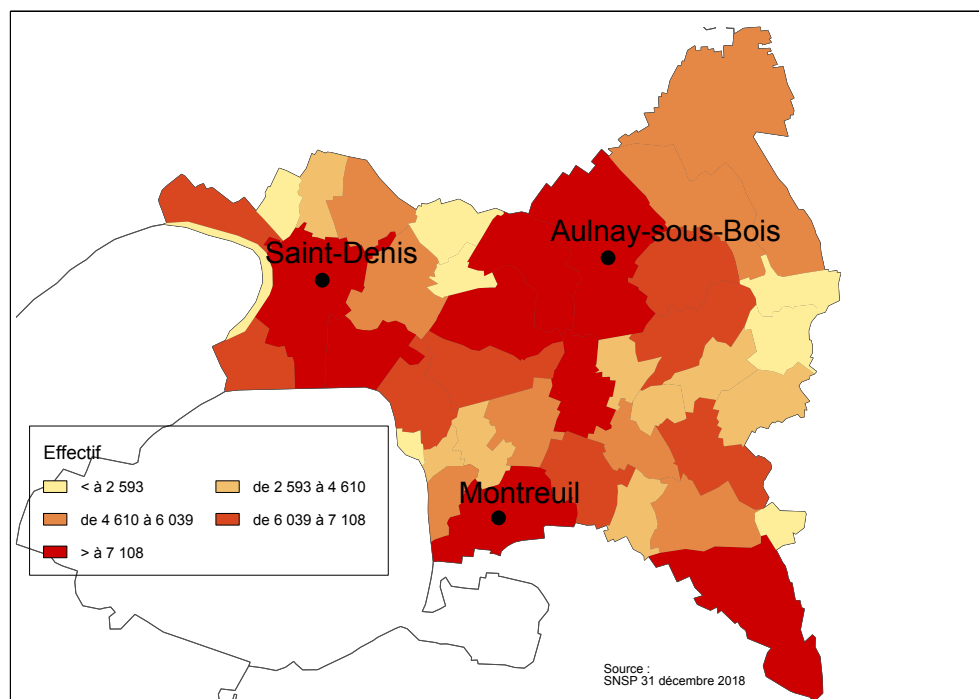 Aulnay-sous-Bois
Saint-Denis
Effectif
< à 2 593
de 2 593 à 4 610
de 4 610 à 6 039
de 6 039 à 7 108
> à 7 108
Montreuil
Source :
SNSP 31 décembre 2018